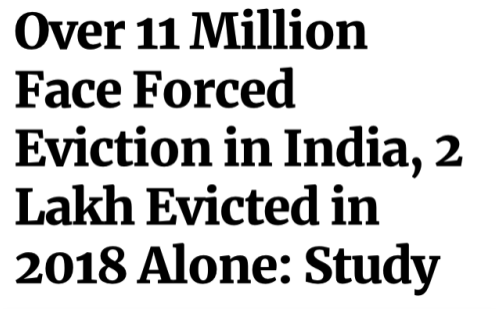 Over 11 Million
Face Forced
Eviction in India, 2
Lakh Evicted in
2018 Alone: Study